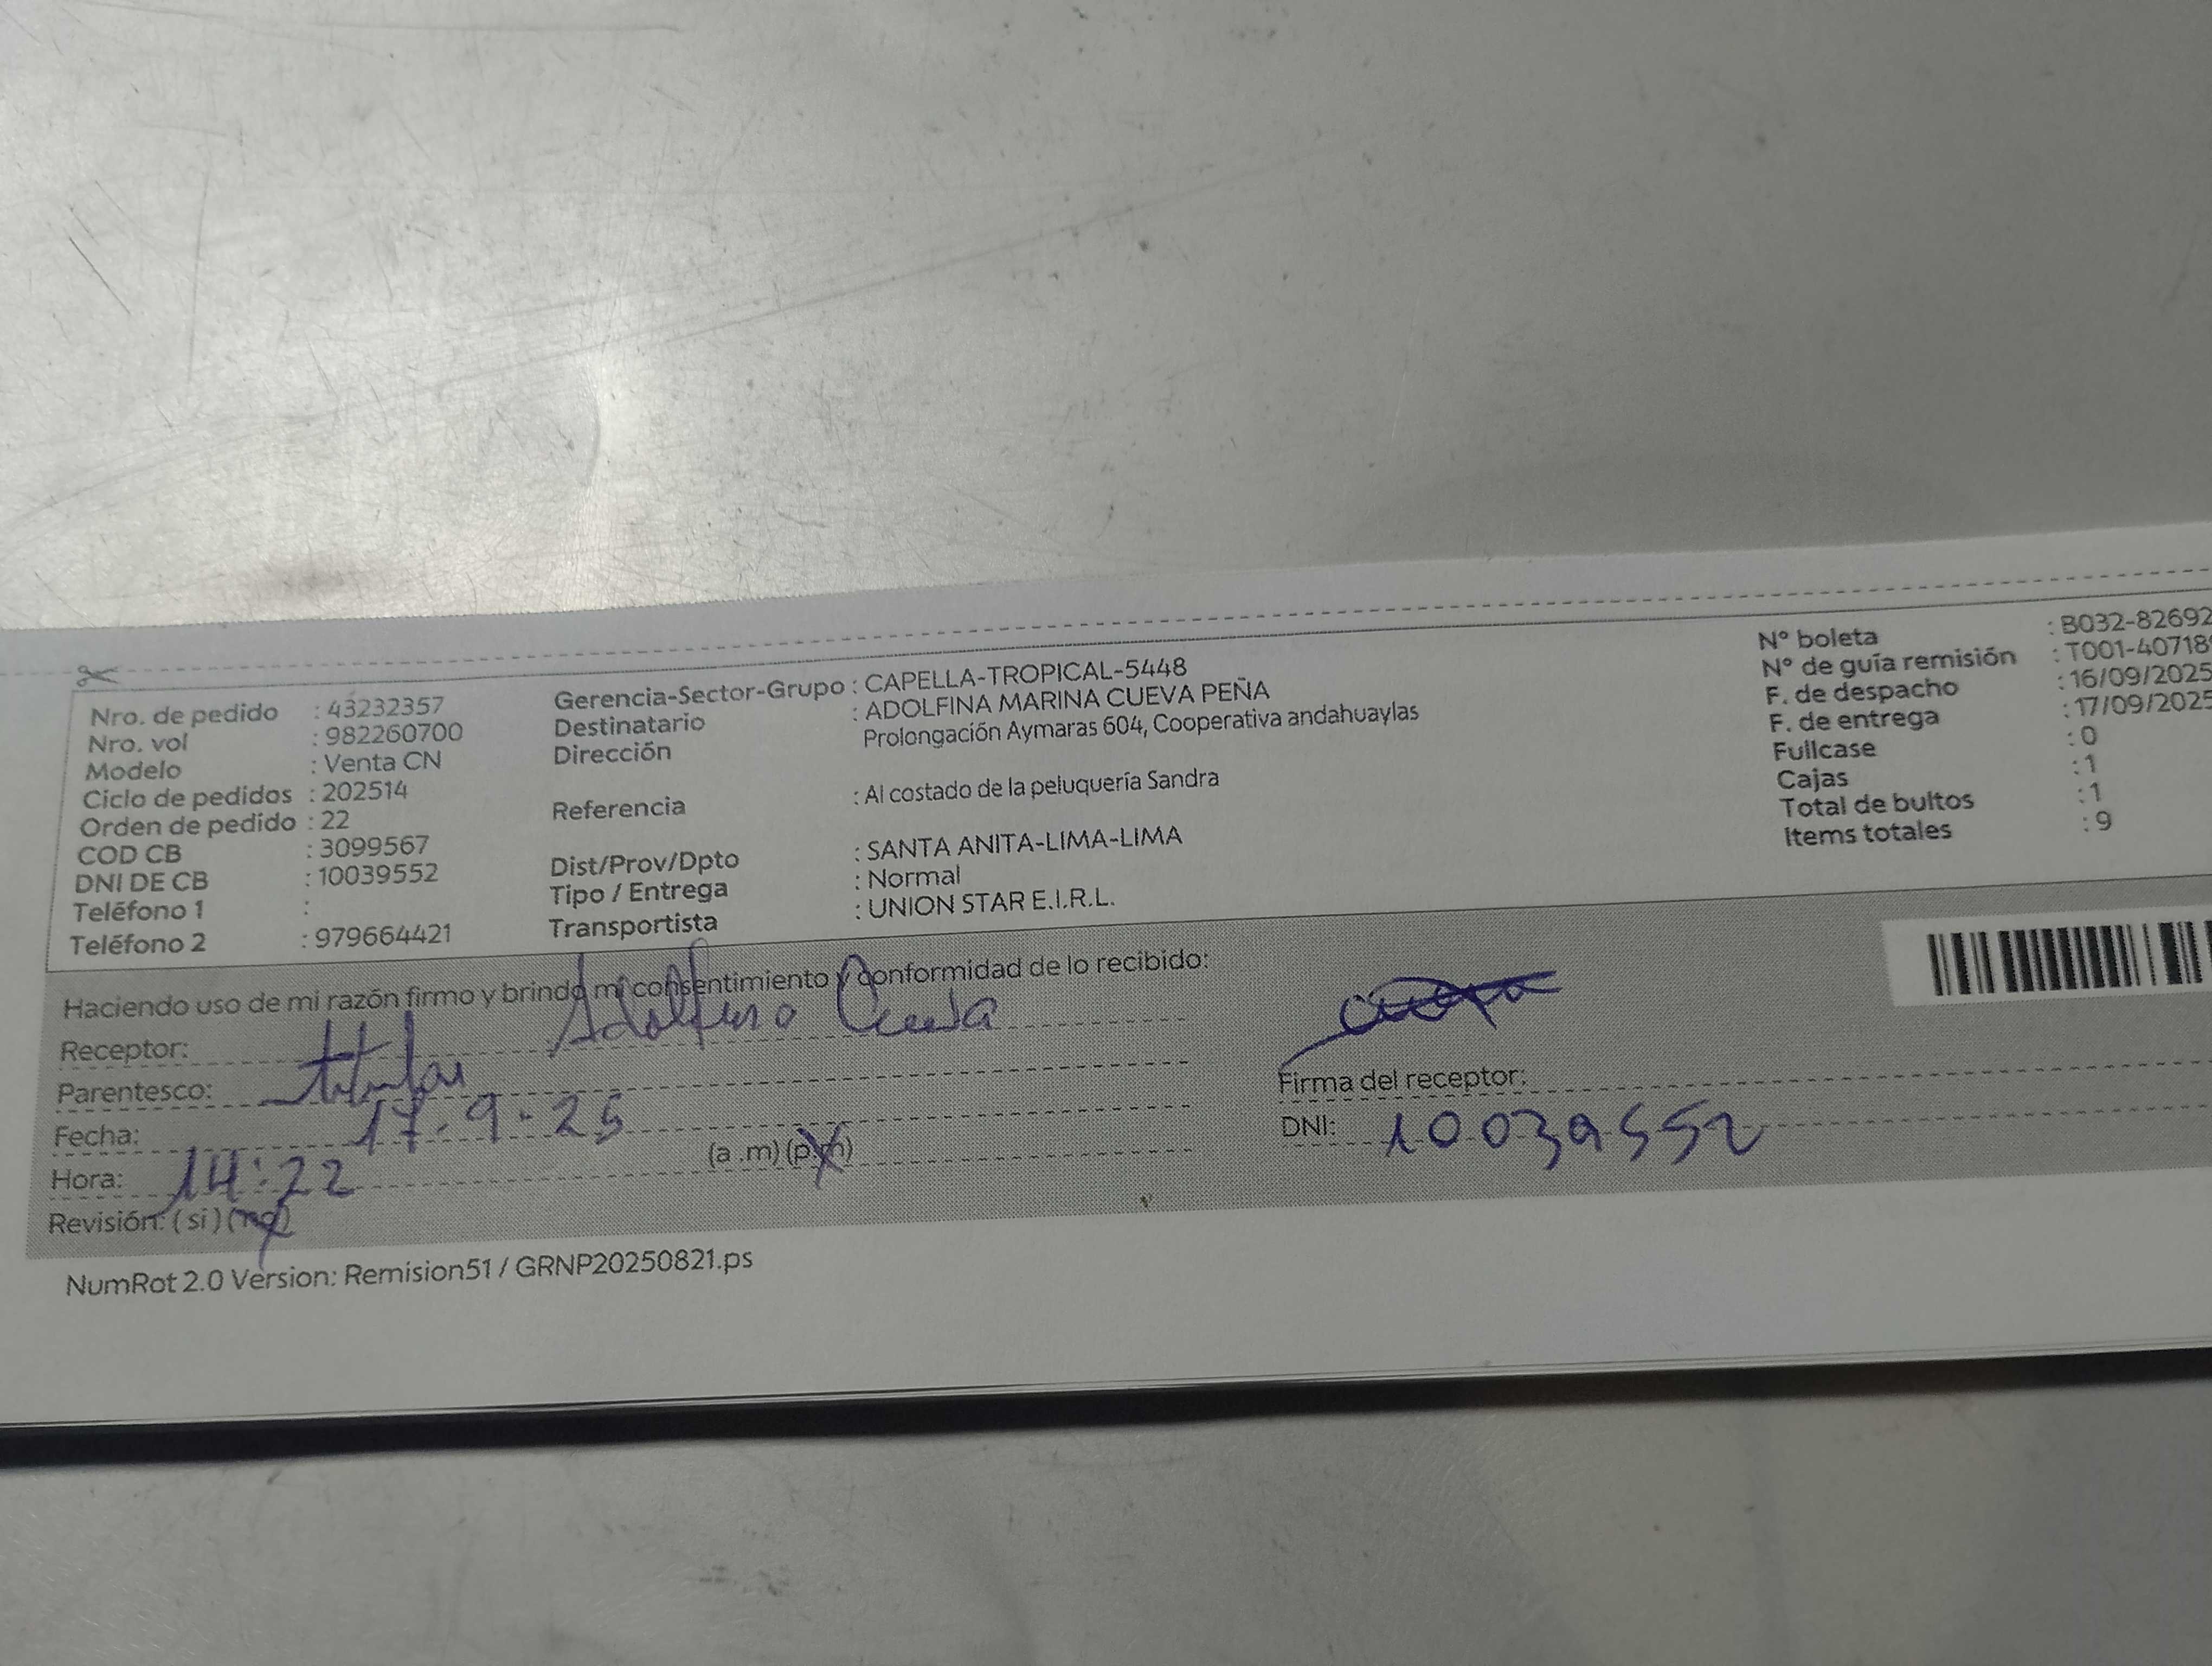 Nro. de pedido : 43232357
Nro. vol : 982260700
Modelo : Venta CN
Ciclo de pedidos : 202514
Orden de pedido : 22
COD CB : 3099567
DNI DE CB : 10039552
Teléfono 1 :
Teléfono 2 : 979664421
Gerencia-Sector-Grupo : CAPELLA-TROPICAL-5448
Destinatario : ADOLFINA MARINA CUEVA PEÑA
Dirección Prolongación Aymaras 604, Cooperativa andahuaylas
Referencia : Al costado de la peluquería Sandra
Dist/Prov/Dpto : SANTA ANITA-LIMA-LIMA
Tipo / Entrega : Normal
Transportista : UNION STAR E.I.R.L.
N° boleta : B032-82692
N° de guía remisión : T001-40718
F. de despacho : 16/09/2025
F. de entrega : 17/09/2025
Fullcase : 0
Cajas : 1
Total de bultos : 1
Items totales : 9
Haciendo uso de mi razón firmo y brindo mi consentimiento y conformidad de lo recibido:
Receptor: Adolfina Cueva
Parentesco: titular
Fecha: 17-9-25
Hora: 14:22 (a .m) (p.m)
Revisión: ( si ) (no)
Firma del receptor:
DNI: 10039552
NumRot 2.0 Version: Remision51 / GRNP20250821.ps